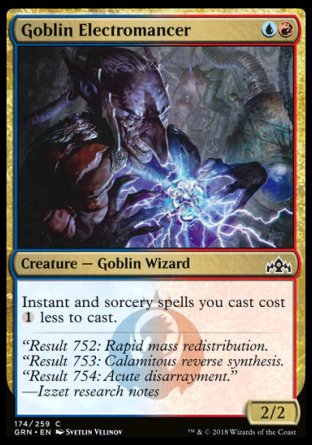 Goblin Electromancer
Creature — Goblin Wizard
Instant and sorcery spells you cast cost
1 less to cast.
"Result 752: Rapid mass redistribution.
"Result 753: Calamitous reverse synthesis.
"Result 754: Acute disarrayment."
—Izzet research notes
2/2
174/259 C
GRN • EN Svetlin Velinov
™ & © 2018 Wizards of the Coast